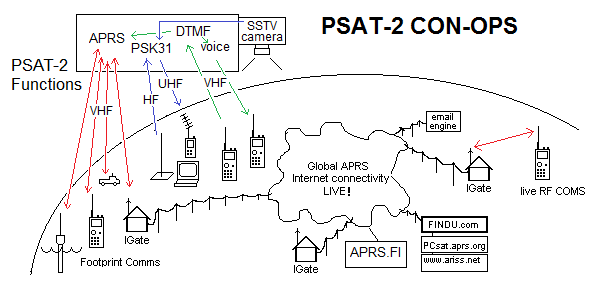 PSAT-2 CON-OPS
SSTV
camera
DTMF
APRS
PSK31
voice
PSAT-2
Functions
UHF
VHF
HF
VHF
email
engine
Global APRS
Internet connectivity
LIVE!
IGate
live RF COMS
IGate
Footprint Comms
IGate
APRS.FI
FINDU.com
PCsat.aprs.org
www.ariss.net